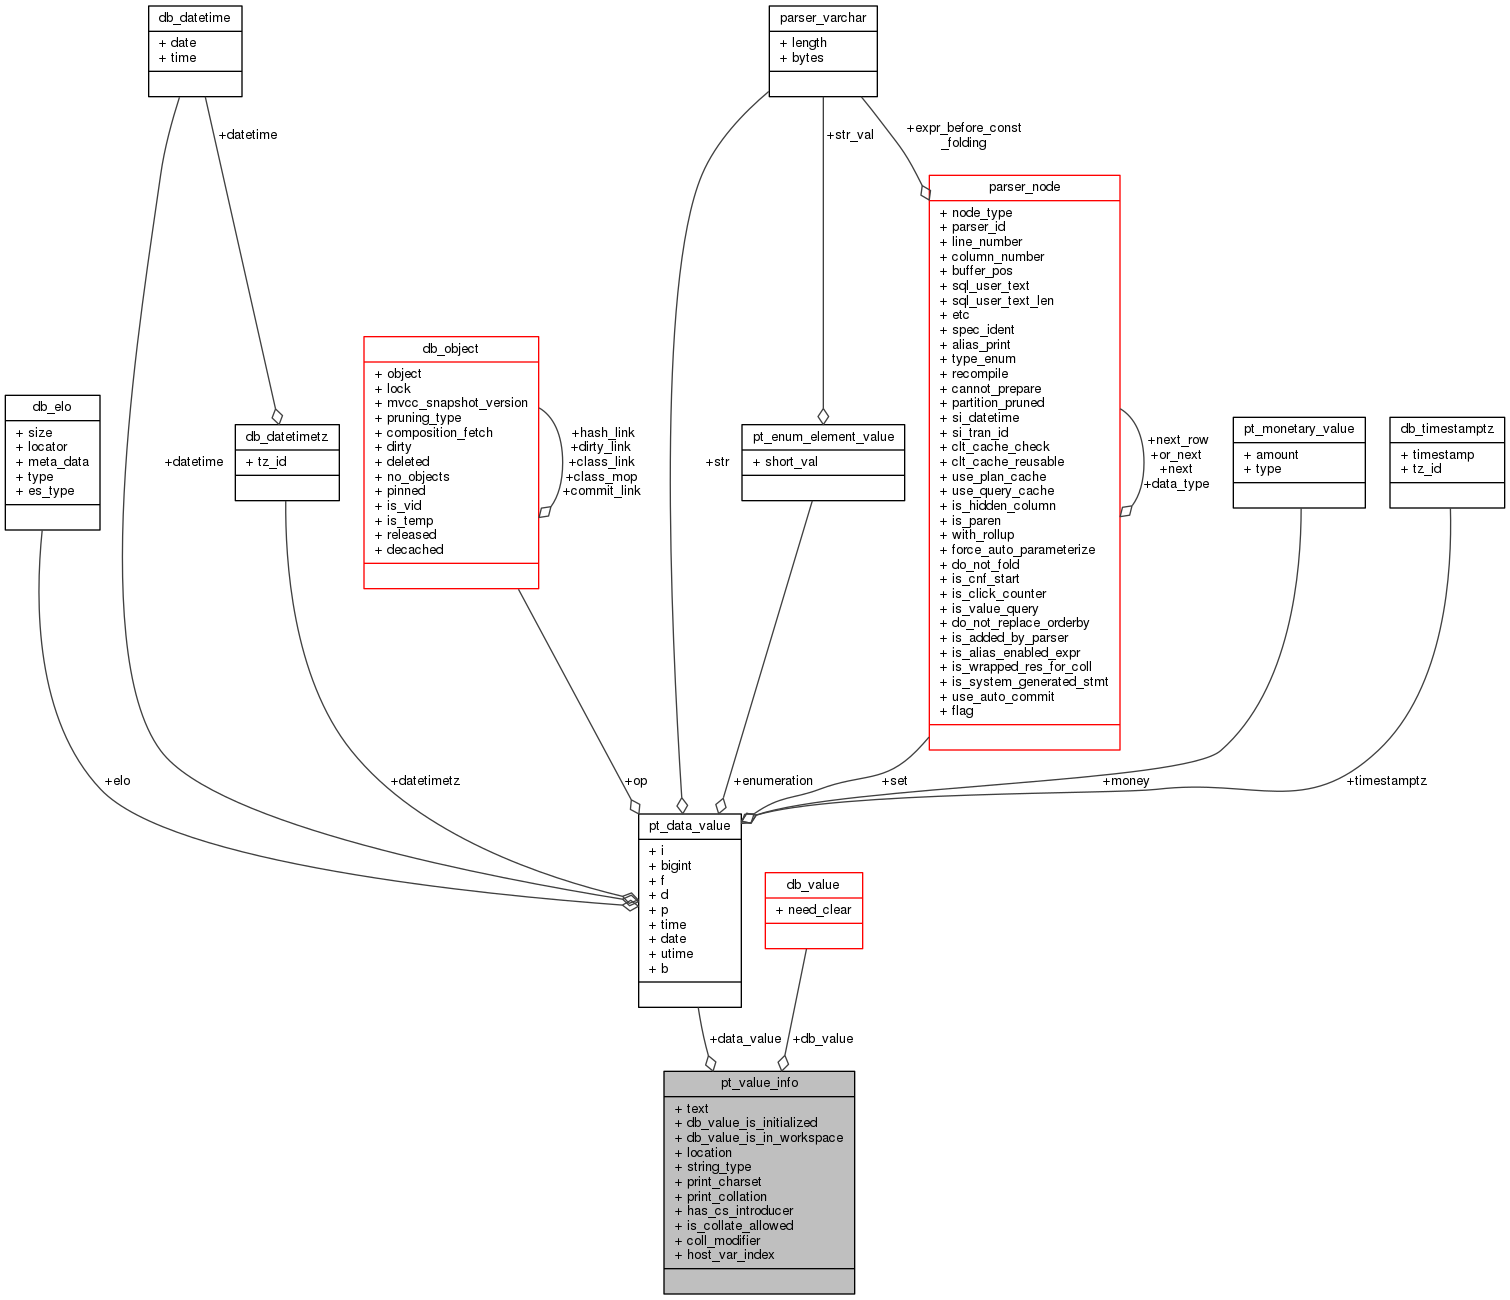 db_datetime
+ date
+ time
parser_varchar
+ length
+ bytes
+datetime
+str_val
+expr_before_const
_folding
parser_node
+ node_type
+ parser_id
+ line_number
+ column_number
+ buffer_pos
+ sql_user_text
+ sql_user_text_len
+ etc
+ spec_ident
+ alias_print
+ type_enum
+ recompile
+ cannot_prepare
+ partition_pruned
+ si_datetime
+ si_tran_id
+ clt_cache_check
+ clt_cache_reusable
+ use_plan_cache
+ use_query_cache
+ is_hidden_column
+ is_paren
+ with_rollup
+ force_auto_parameterize
+ do_not_fold
+ is_cnf_start
+ is_click_counter
+ is_value_query
+ do_not_replace_orderby
+ is_added_by_parser
+ is_alias_enabled_expr
+ is_wrapped_res_for_coll
+ is_system_generated_stmt
+ use_auto_commit
+ flag
db_object
+ object
+ lock
+ mvcc_snapshot_version
+ pruning_type
+ composition_fetch
+ dirty
+ deleted
+ no_objects
+ pinned
+ is_vid
+ is_temp
+ released
+ decached
+hash_link
+dirty_link
+class_link
+class_mop
+commit_link
db_elo
+ size
+ locator
+ meta_data
+ type
+ es_type
+datetime
db_datetimetz
+ tz_id
+str
pt_enum_element_value
+ short_val
+next_row
+or_next
+next
+data_type
pt_monetary_value
+ amount
+ type
db_timestamptz
+ timestamp
+ tz_id
+elo
+datetimetz
+op
+enumeration
+set
+money
+timestamptz
pt_data_value
+ i
+ bigint
+ f
+ d
+ p
+ time
+ date
+ utime
+ b
db_value
+ need_clear
+data_value
+db_value
pt_value_info
+ text
+ db_value_is_initialized
+ db_value_is_in_workspace
+ location
+ string_type
+ print_charset
+ print_collation
+ has_cs_introducer
+ is_collate_allowed
+ coll_modifier
+ host_var_index